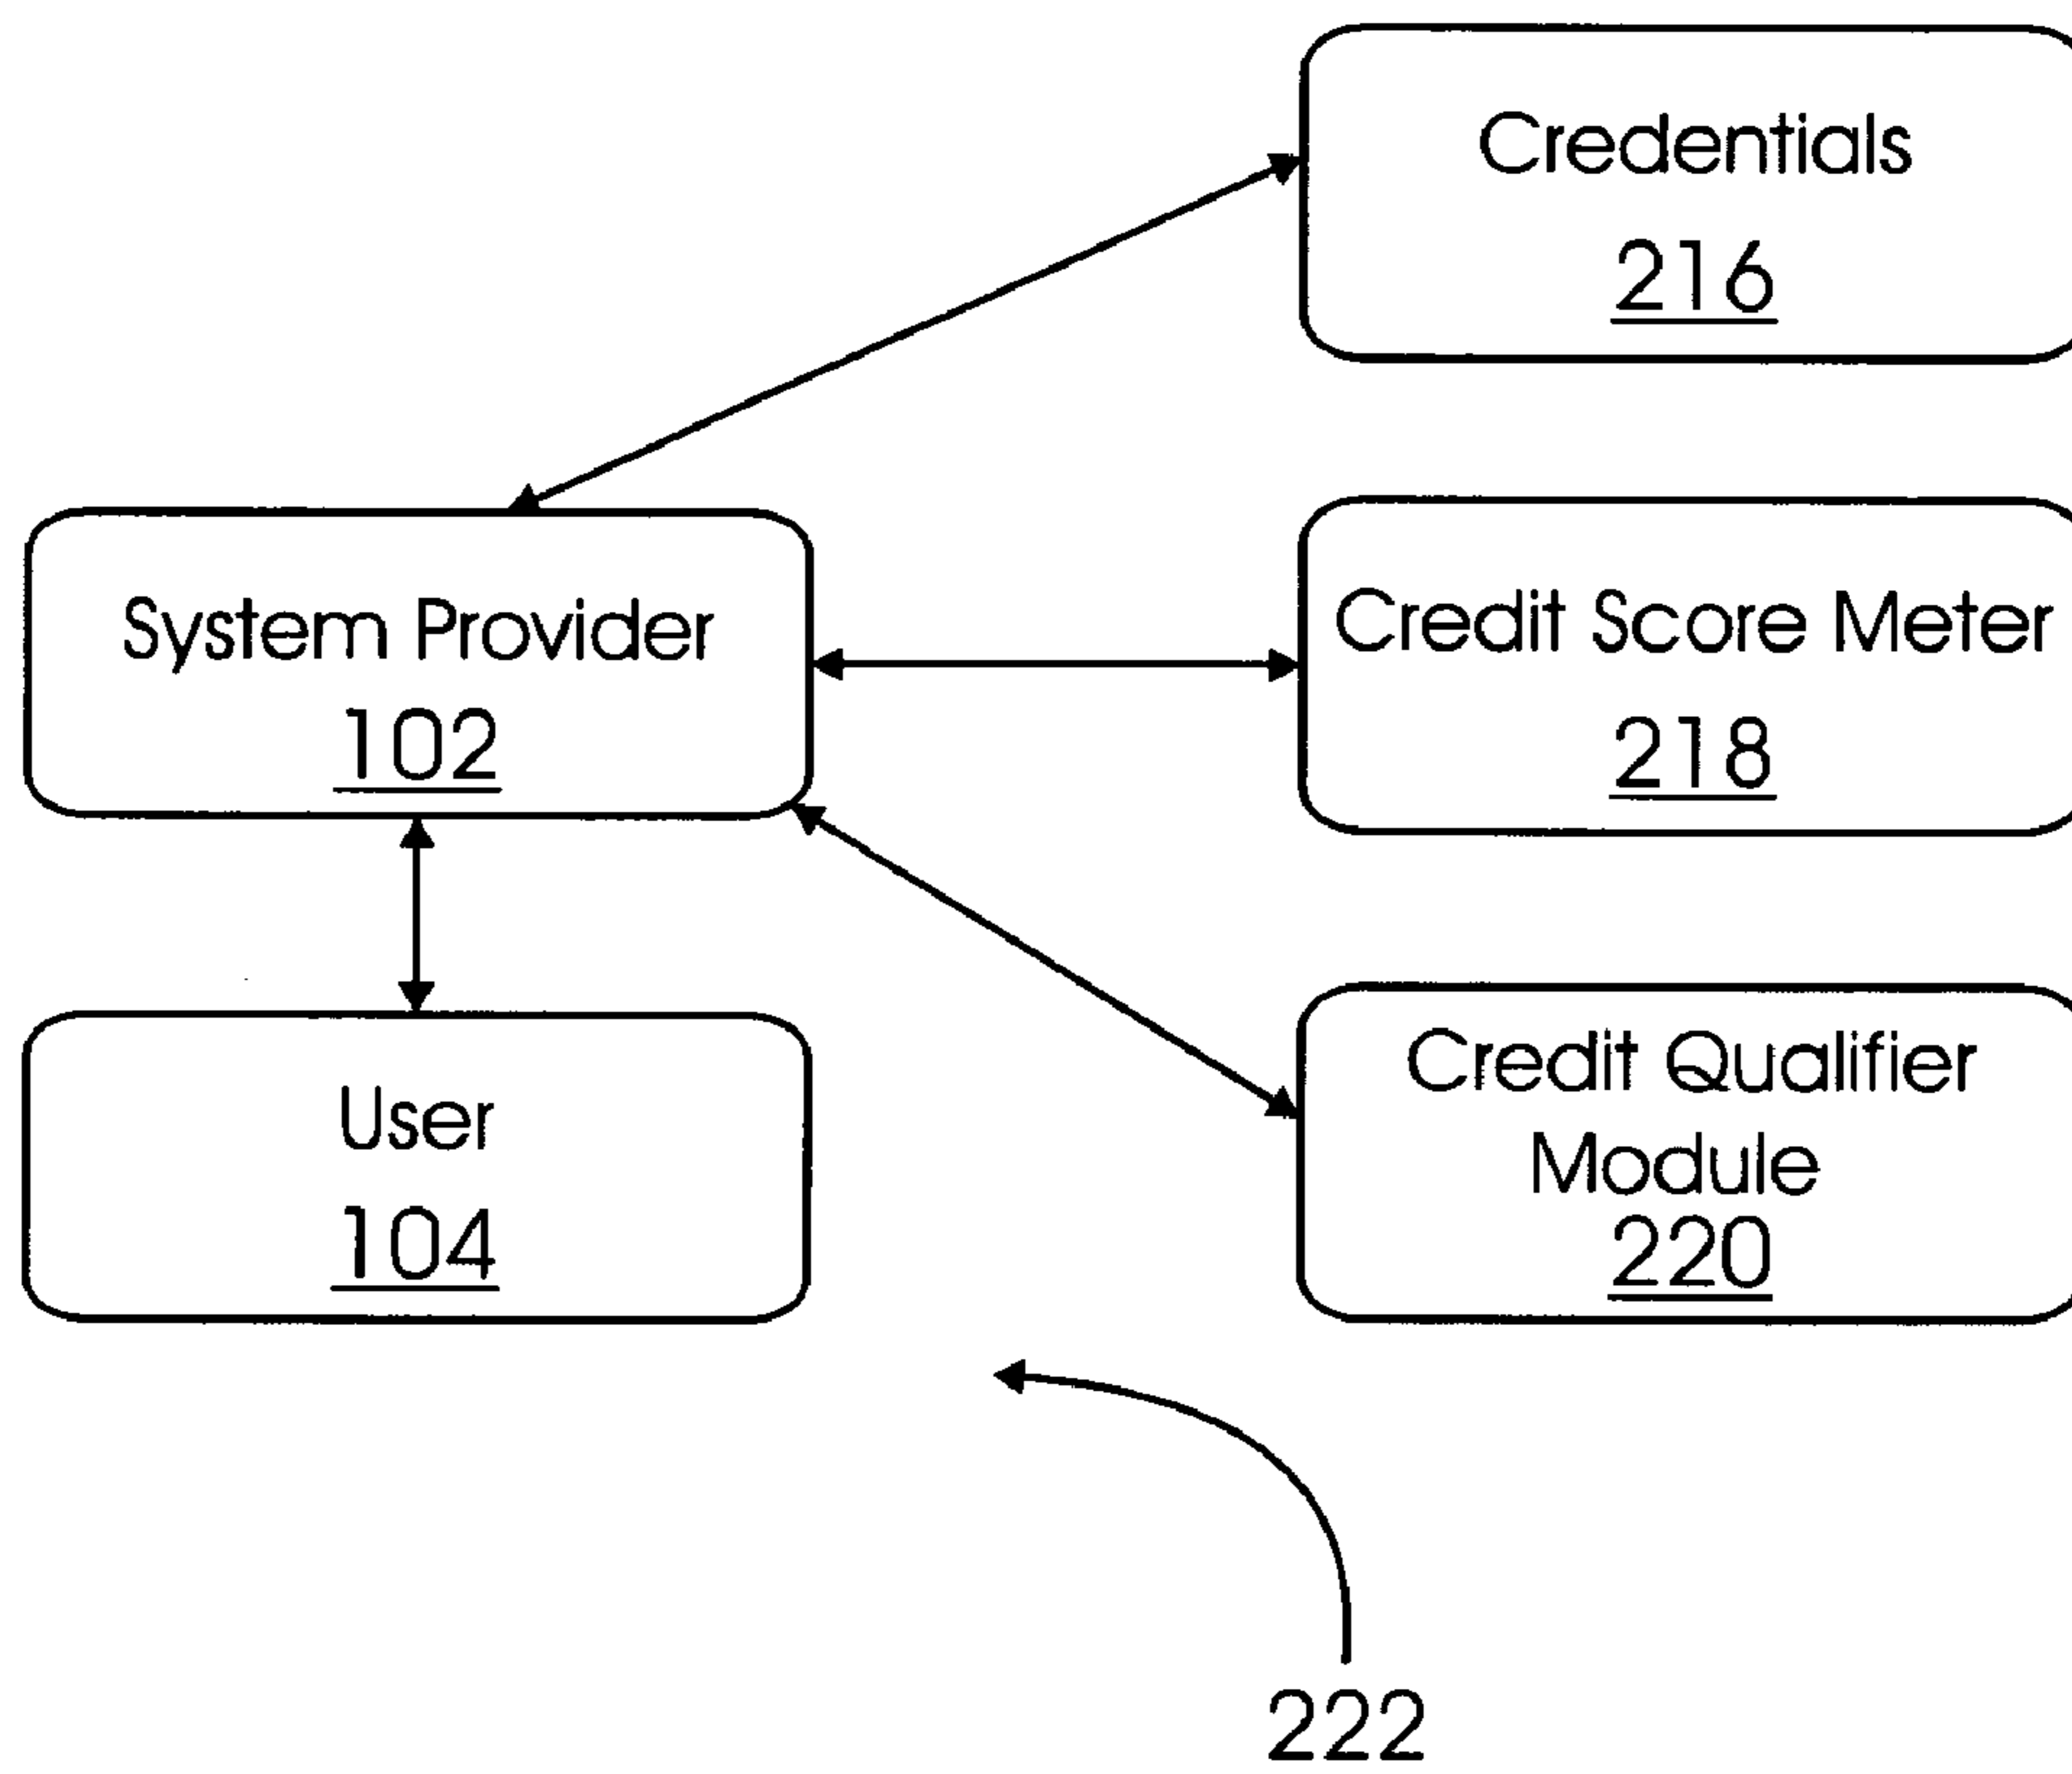 Credentials
216
System Provider
102
Credit Score Meter
218
User
104
Credit Qualifier
Module
220
222